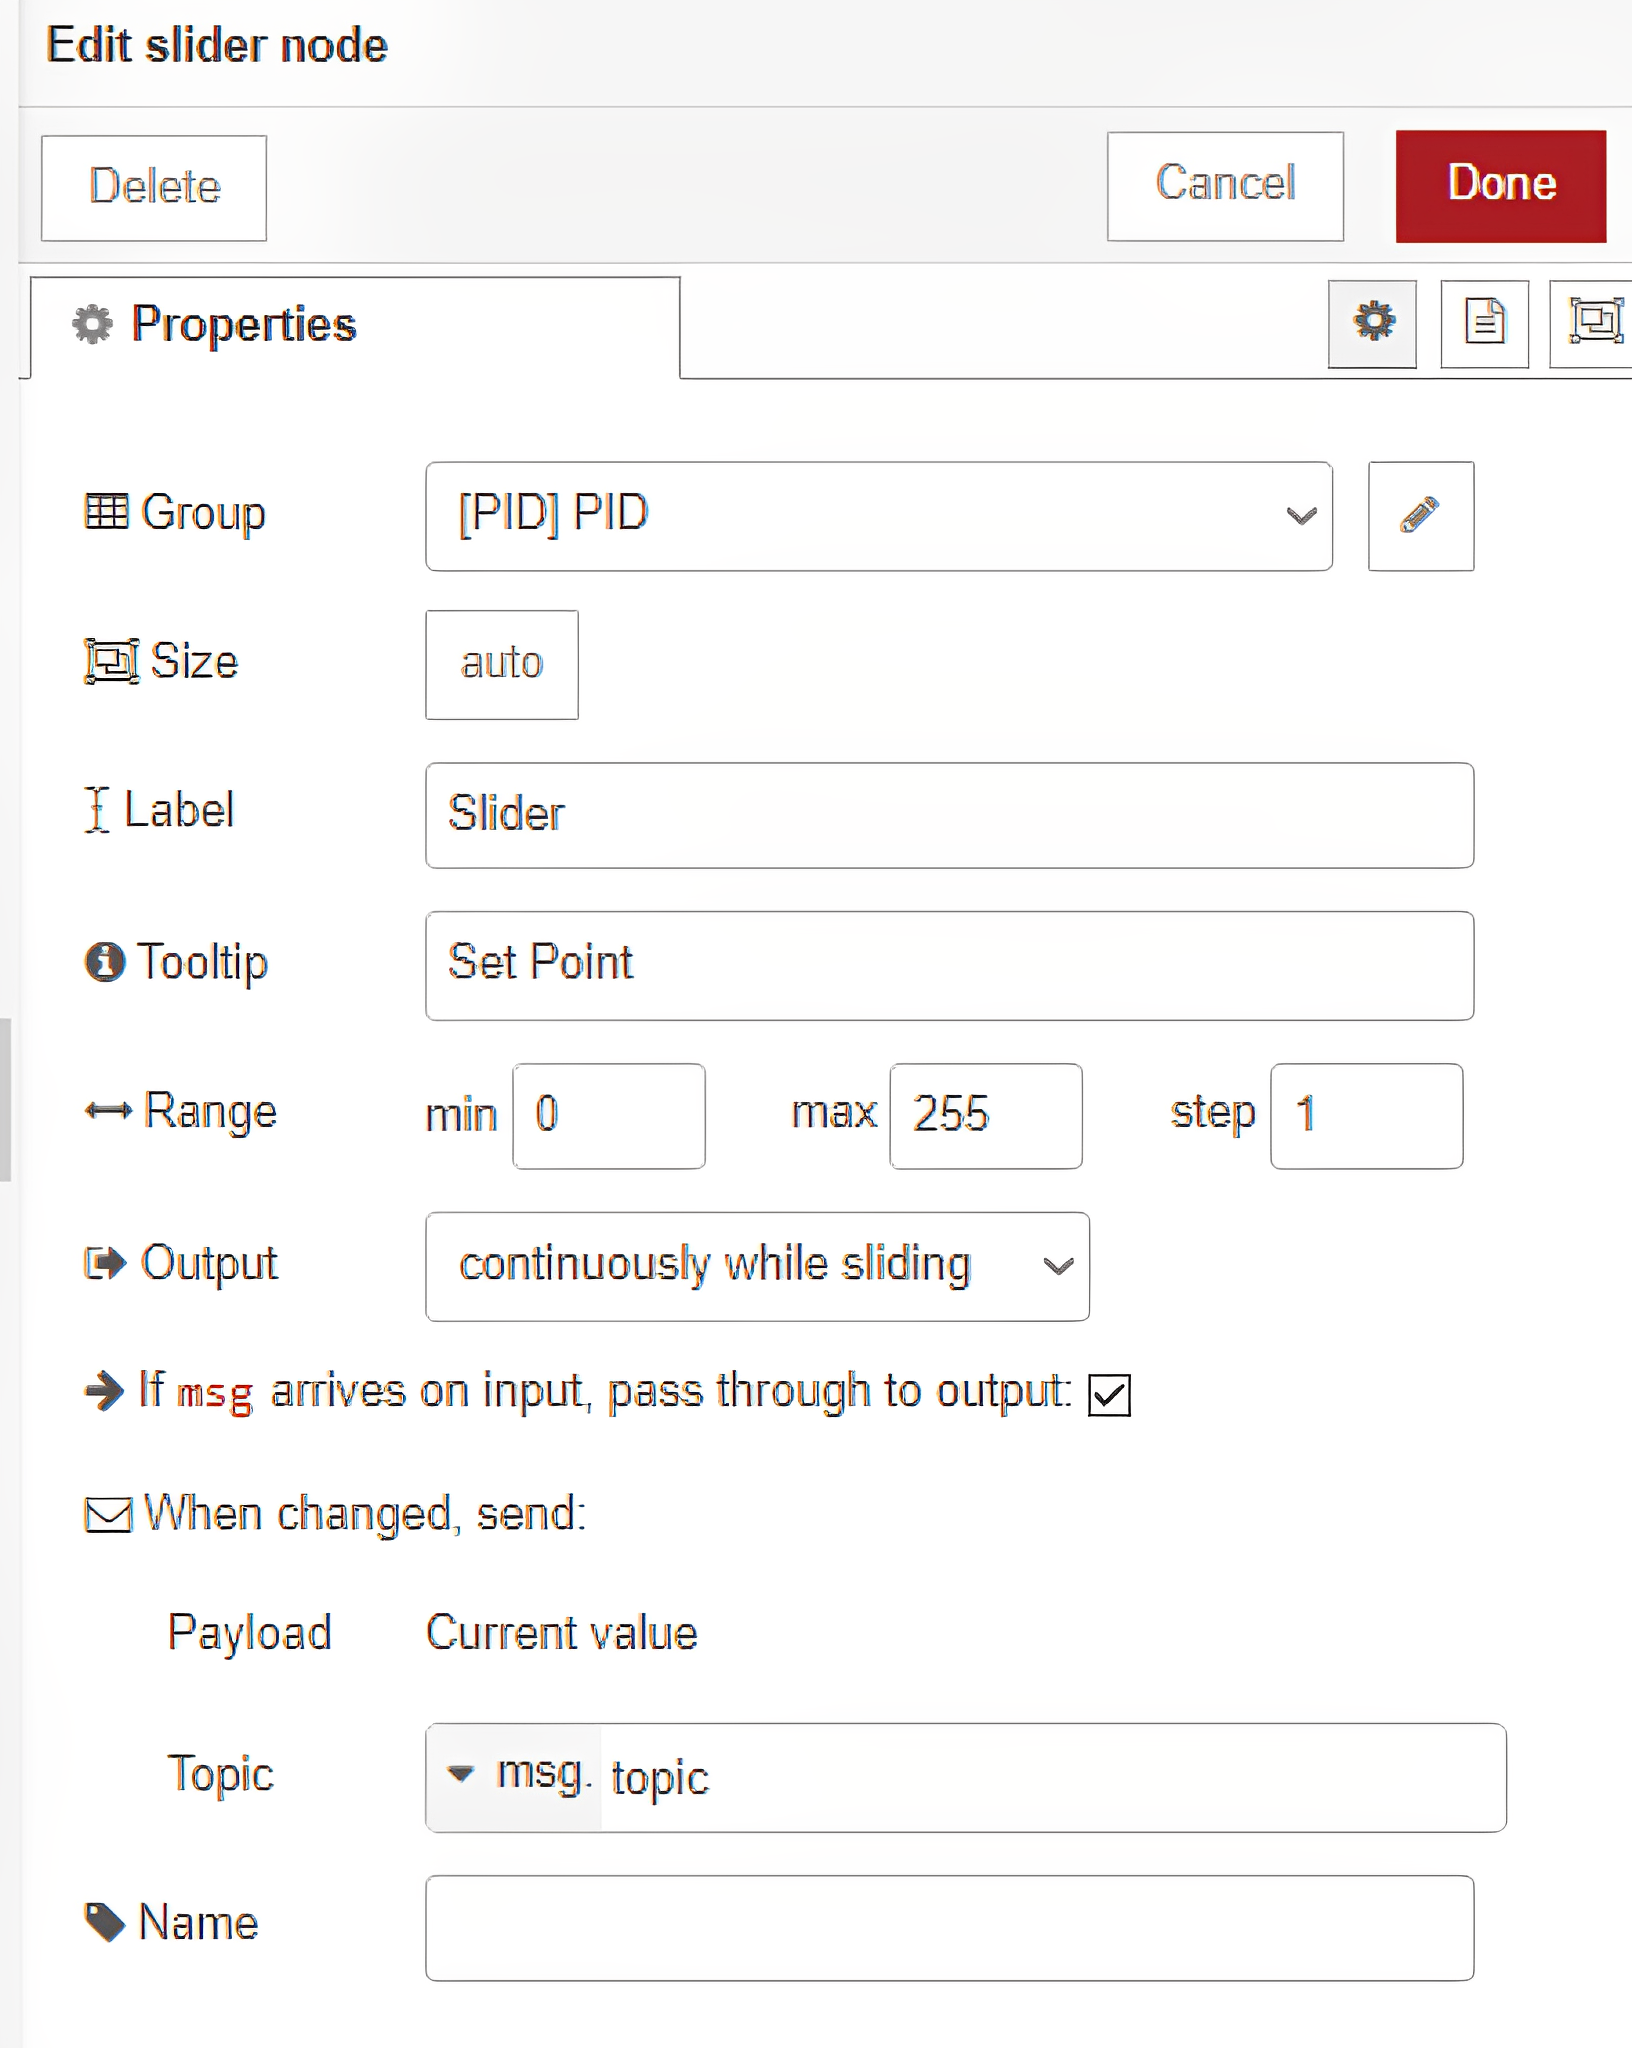 Edit slider node
Delete Cancel Done
Properties
Group [PID] PID
Size auto
Label Slider
Tooltip Set Point
Range min 0 max 255 step 1
Output continuously while sliding
If msg arrives on input, pass through to output:
When changed, send:
Payload Current value
Topic msg. topic
Name